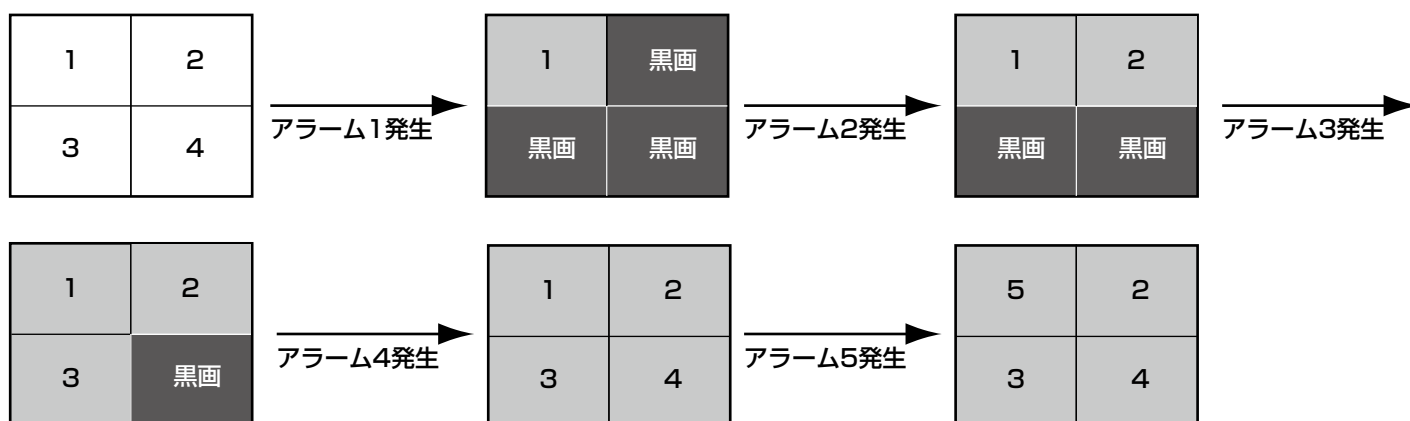 1 2 1 黒画 1 2
アラーム1発生 アラーム2発生 アラーム3発生
3 4 黒画 黒画 黒画 黒画
1 2 1 2 5 2
アラーム4発生 アラーム5発生
3 黒画 3 4 3 4